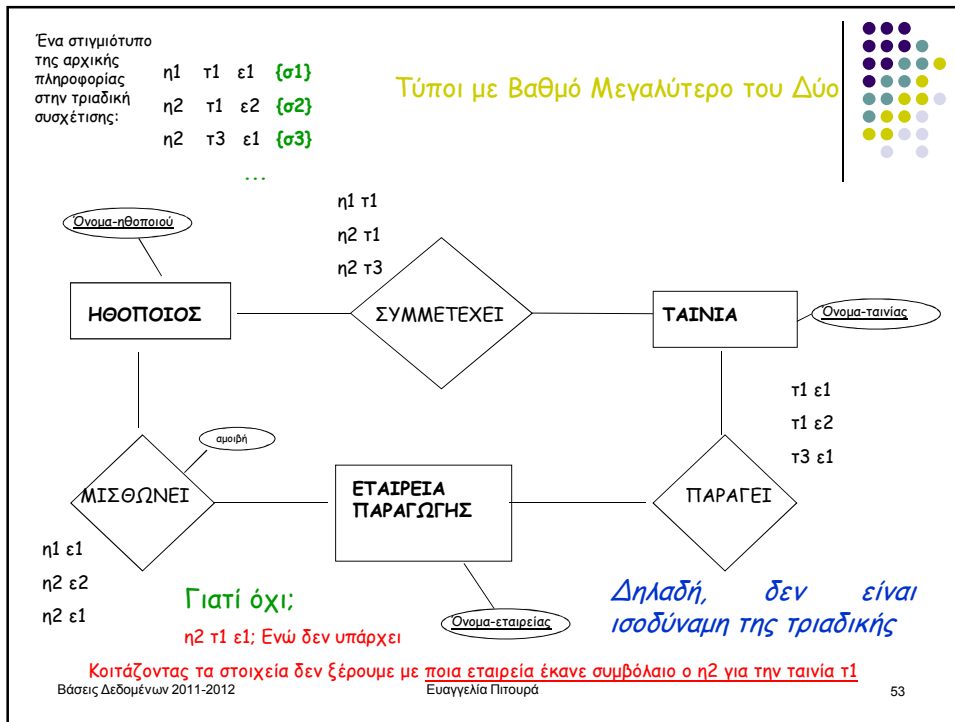 Ένα στιγμιότυπο
της αρχικής
πληροφορίας
στην τριαδική
συσχέτισης:
η1 τ1 ε1 {σ1}
η2 τ1 ε2 {σ2}
η2 τ3 ε1 {σ3}
...
Τύποι με Βαθμό Μεγαλύτερο του Δύο
η1 τ1
η2 τ1
η2 τ3
Όνομα-ηθοποιού
ΗΘΟΠΟΙΟΣ
ΣΥΜΜΕΤΕΧΕΙ
ΤΑΙΝΙΑ
Όνομα-ταινίας
τ1 ε1
τ1 ε2
τ3 ε1
αμοιβή
ΜΙΣΘΩΝΕΙ
ΕΤΑΙΡΕΙΑ
ΠΑΡΑΓΩΓΗΣ
ΠΑΡΑΓΕΙ
η1 ε1
η2 ε2
η2 ε1
Γιατί όχι;
η2 τ1 ε1; Ενώ δεν υπάρχει
Όνομα-εταιρείας
Δηλαδή, δεν είναι
ισοδύναμη της τριαδικής
Κοιτάζοντας τα στοιχεία δεν ξέρουμε με ποια εταιρεία έκανε συμβόλαιο ο η2 για την ταινία τ1
Βάσεις Δεδομένων 2011-2012
Ευαγγελία Πιτουρά
53